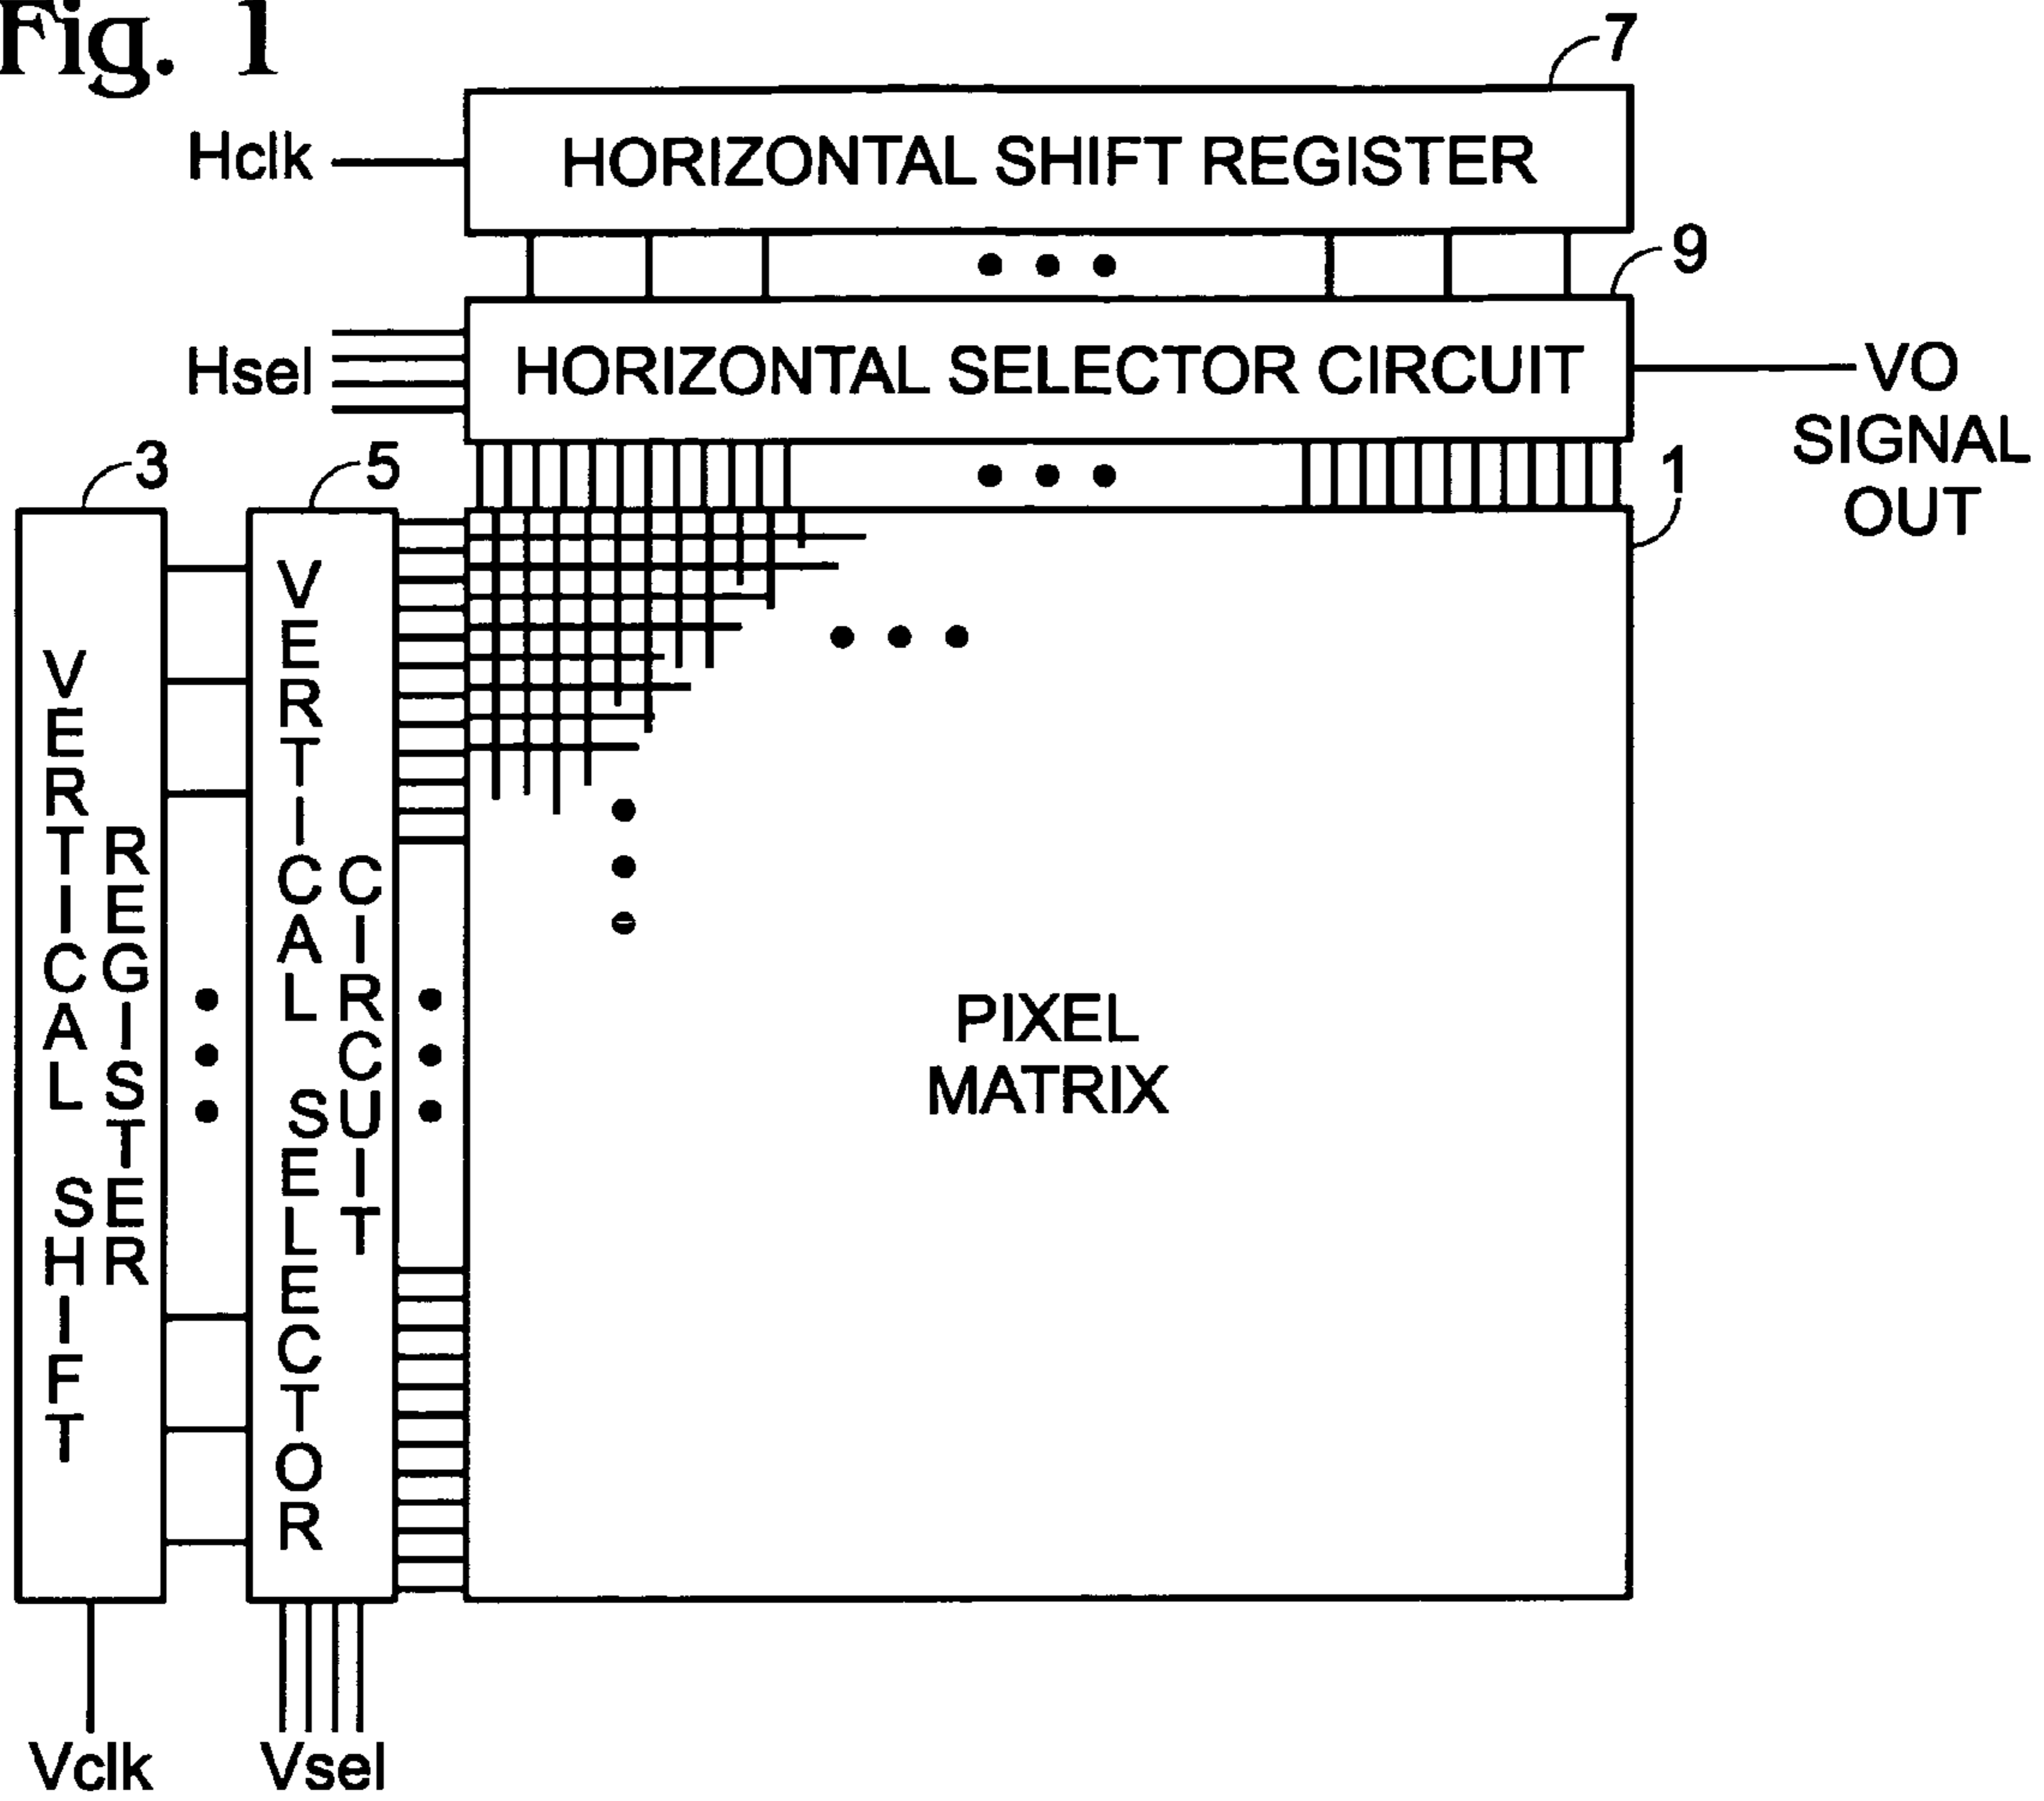 Fig. 1
7
Hclk
HORIZONTAL SHIFT REGISTER
9
Hsel
HORIZONTAL SELECTOR CIRCUIT
VO
SIGNAL
OUT
3
5
1
VERTICAL SHIFT
REGISTER
VERTICAL SELECTOR
CIRCUIT
PIXEL
MATRIX
Vclk
Vsel